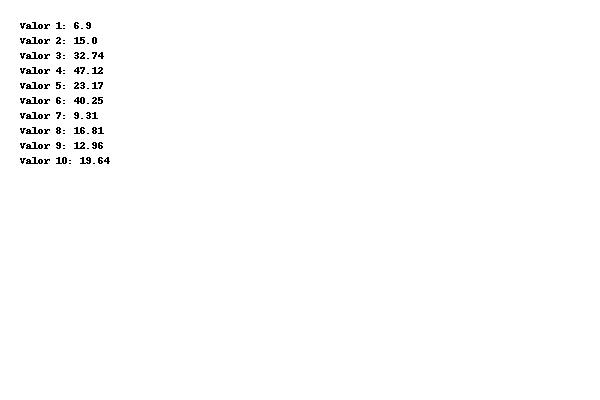 Valor 1: 6.9
Valor 2: 15.0
Valor 3: 32.74
Valor 4: 47.12
Valor 5: 23.17
Valor 6: 40.25
Valor 7: 9.31
Valor 8: 16.81
Valor 9: 12.96
Valor 10: 19.64